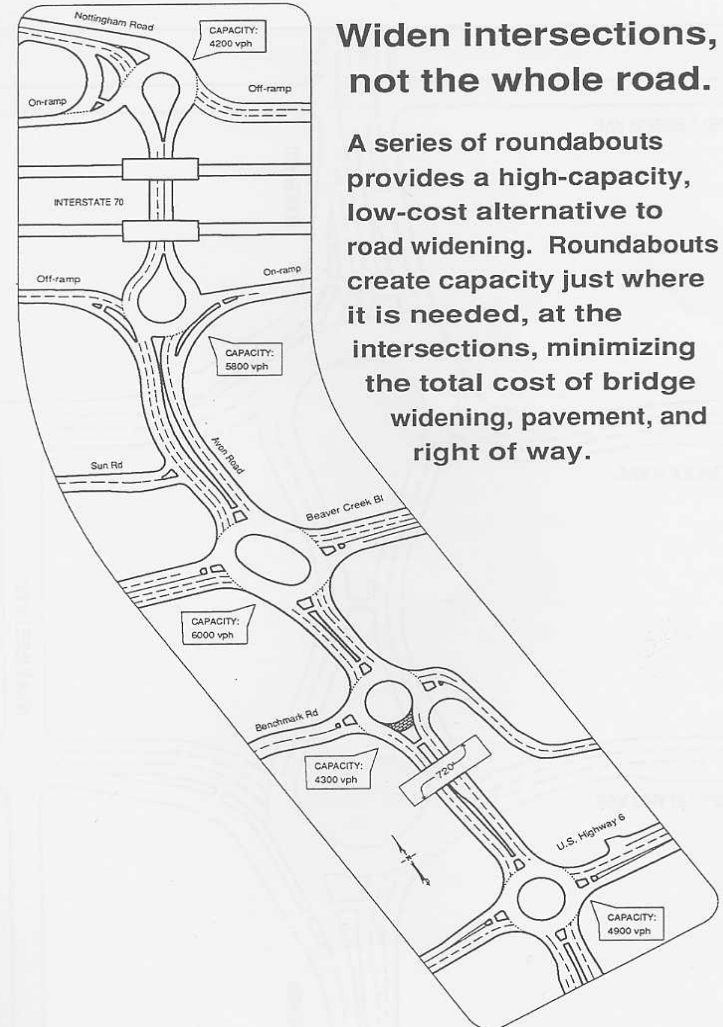 Widen intersections,
not the whole road.
A series of roundabouts
provides a high-capacity,
low-cost alternative to
road widening. Roundabouts
create capacity just where
it is needed, at the
intersections, minimizing
the total cost of bridge
widening, pavement, and
right of way.
Nottingham Road
CAPACITY:
4200 vph
On-ramp
Off-ramp
INTERSTATE 70
Off-ramp
On-ramp
CAPACITY:
5800 vph
Avon Road
Sun Rd
Beaver Creek Bl
CAPACITY:
6000 vph
Benchmark Rd
CAPACITY:
4300 vph
720'
U.S. Highway 6
CAPACITY:
4900 vph